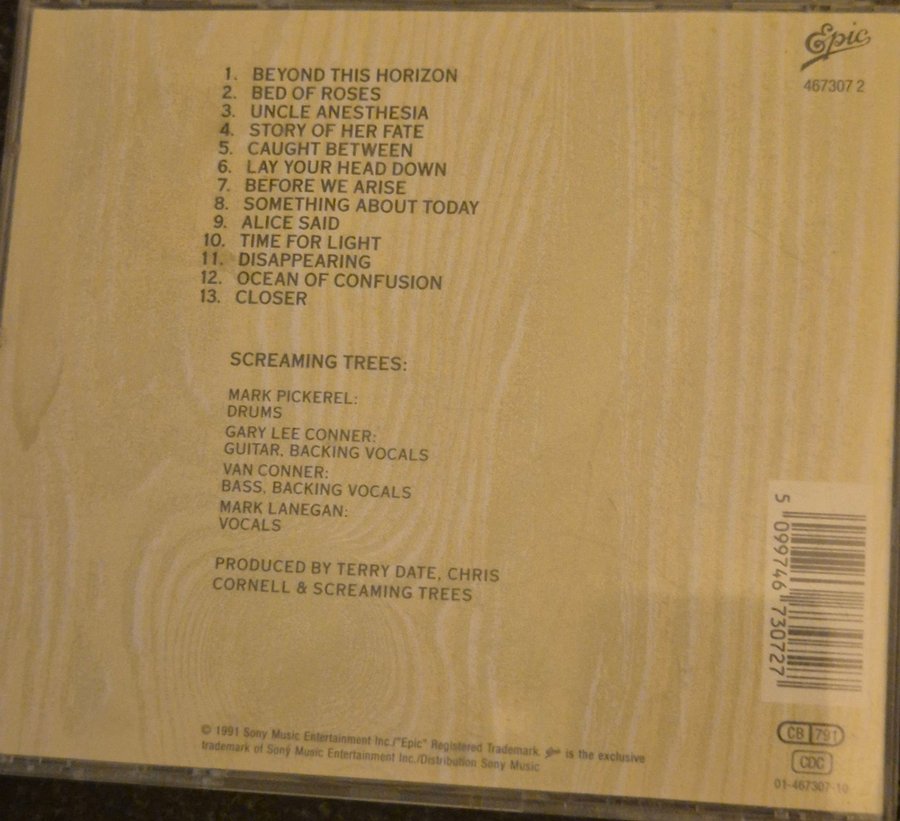 Epic
467307 2
1. BEYOND THIS HORIZON
2. BED OF ROSES
3. UNCLE ANESTHESIA
4. STORY OF HER FATE
5. CAUGHT BETWEEN
6. LAY YOUR HEAD DOWN
7. BEFORE WE ARISE
8. SOMETHING ABOUT TODAY
9. ALICE SAID
10. TIME FOR LIGHT
11. DISAPPEARING
12. OCEAN OF CONFUSION
13. CLOSER
SCREAMING TREES:
MARK PICKEREL:
DRUMS
GARY LEE CONNER:
GUITAR, BACKING VOCALS
VAN CONNER:
BASS, BACKING VOCALS
MARK LANEGAN:
VOCALS
PRODUCED BY TERRY DATE, CHRIS
CORNELL & SCREAMING TREES
5 099746 730727
© 1991 Sony Music Entertainment Inc./"Epic" Registered Trademark, Epic is the exclusive
trademark of Sony Music Entertainment Inc./Distribution Sony Music
CB 791
CDC
01-467307-10